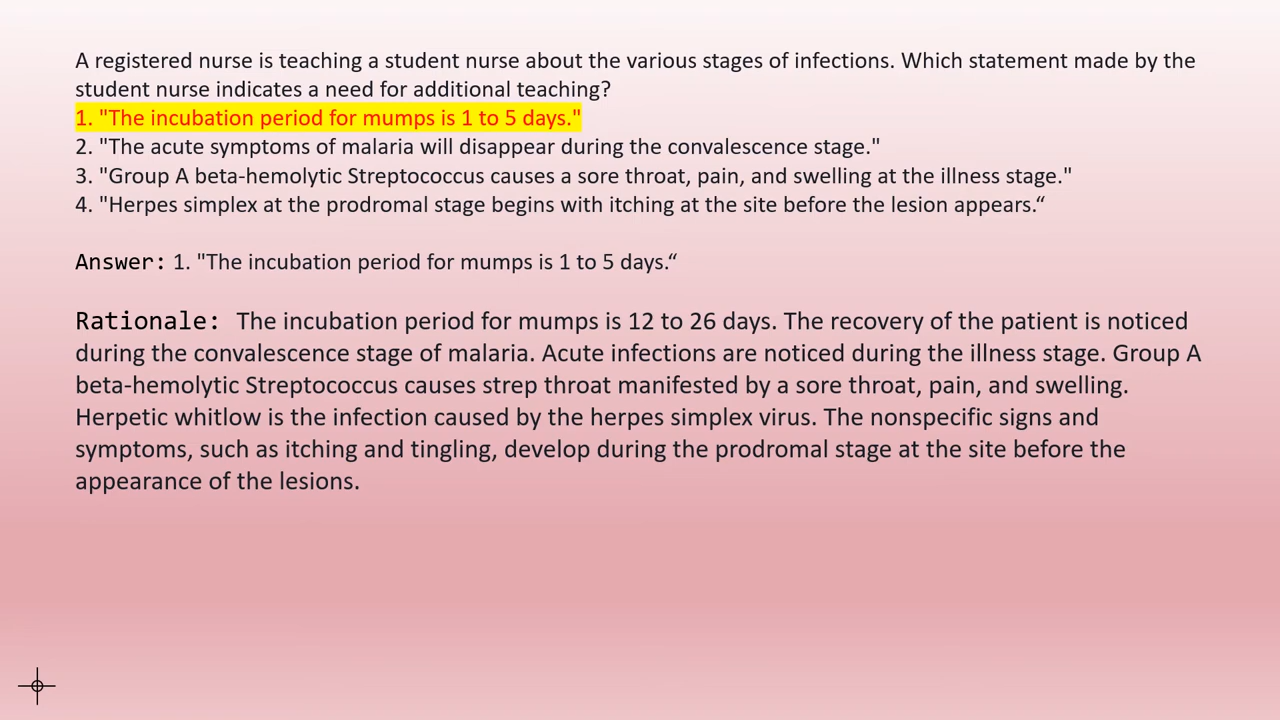 A registered nurse is teaching a student nurse about the various stages of infections. Which statement made by the
student nurse indicates a need for additional teaching?
1. "The incubation period for mumps is 1 to 5 days."
2. "The acute symptoms of malaria will disappear during the convalescence stage."
3. "Group A beta-hemolytic Streptococcus causes a sore throat, pain, and swelling at the illness stage."
4. "Herpes simplex at the prodromal stage begins with itching at the site before the lesion appears.“
Answer: 1. "The incubation period for mumps is 1 to 5 days.“
Rationale: The incubation period for mumps is 12 to 26 days. The recovery of the patient is noticed
during the convalescence stage of malaria. Acute infections are noticed during the illness stage. Group A
beta-hemolytic Streptococcus causes strep throat manifested by a sore throat, pain, and swelling.
Herpetic whitlow is the infection caused by the herpes simplex virus. The nonspecific signs and
symptoms, such as itching and tingling, develop during the prodromal stage at the site before the
appearance of the lesions.